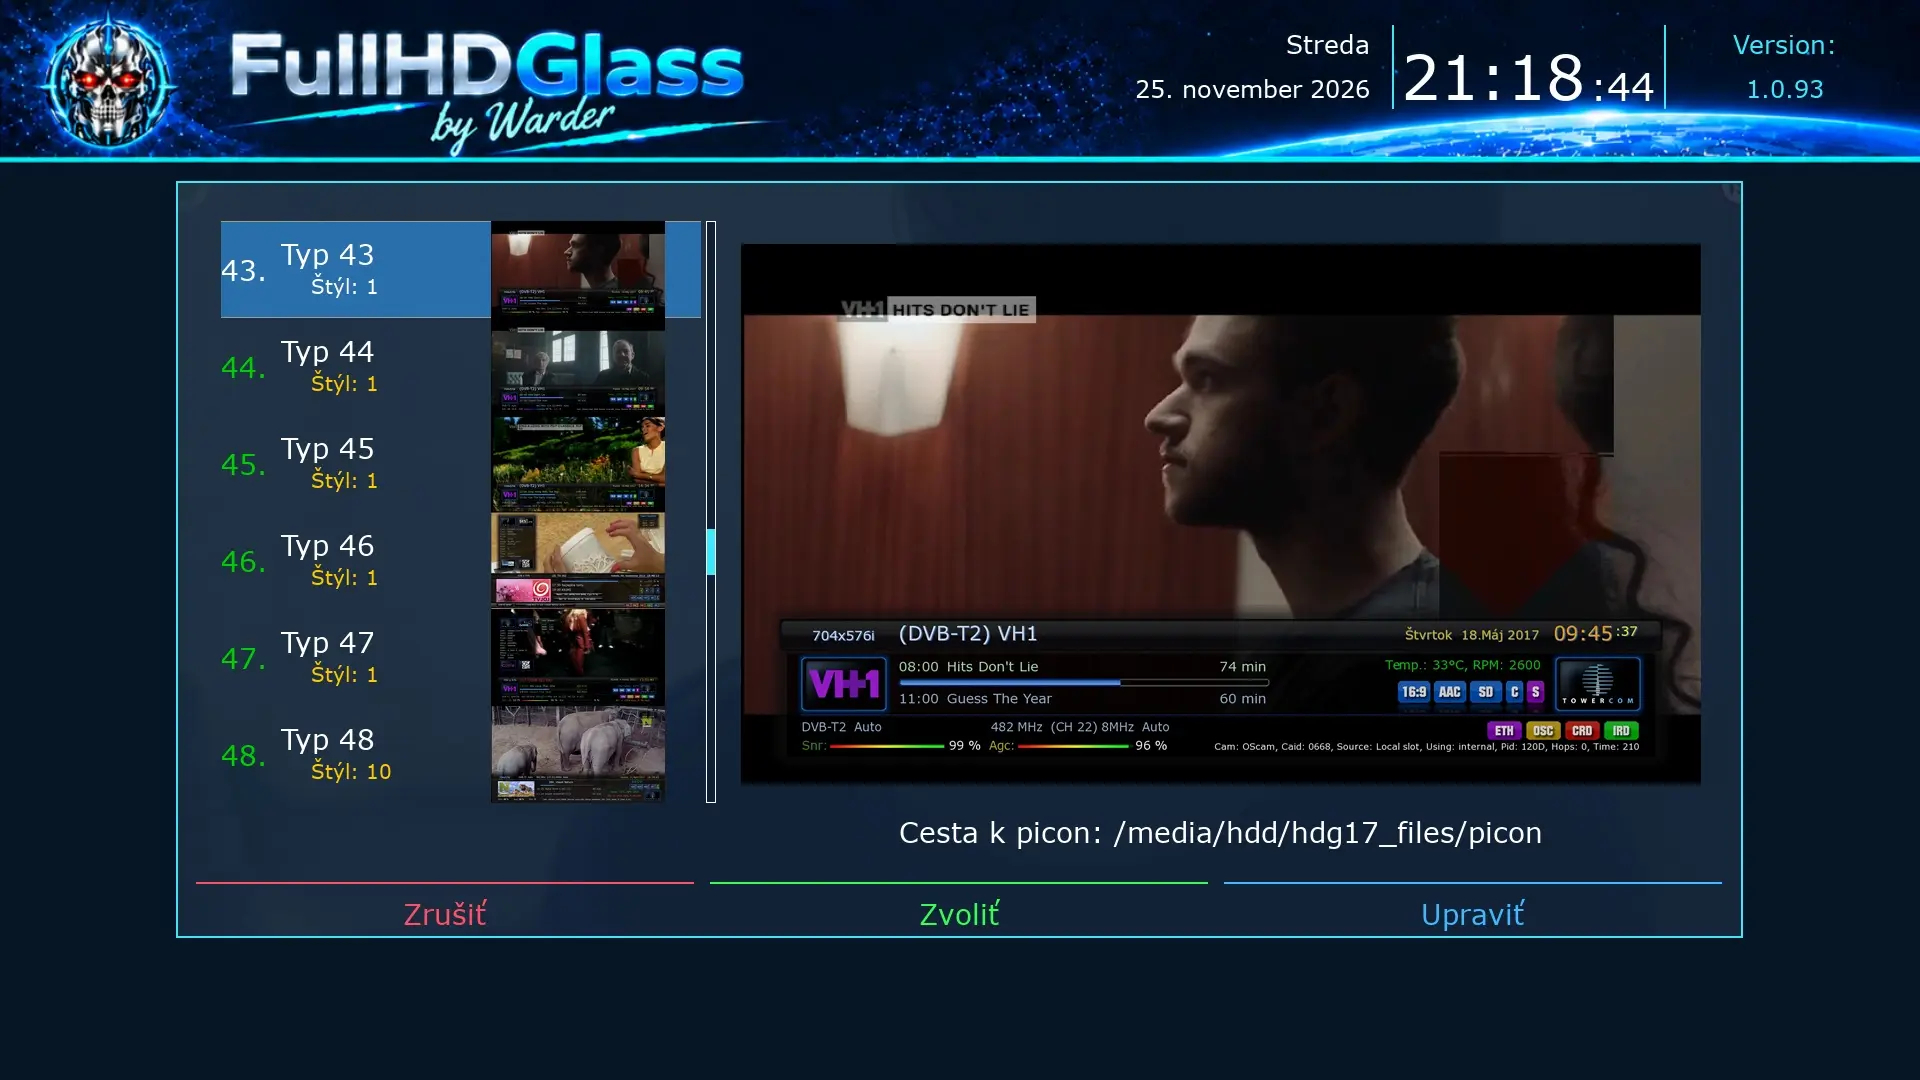 FullHDGlass
by Warder
Streda
25. november 2026
21:18:44
Version:
1.0.93
43.
Typ 43
Štýl: 1
44.
Typ 44
Štýl: 1
45.
Typ 45
Štýl: 1
46.
Typ 46
Štýl: 1
47.
Typ 47
Štýl: 1
48.
Typ 48
Štýl: 10
VH1 HITS DON'T LIE
704x576i (DVB-T2) VH1 Štvrtok 18.Máj 2017 09:45:37
VH1
08:00 Hits Don't Lie 74 min
11:00 Guess The Year 60 min
Temp.: 33ºC, RPM: 2600
16:9 AAC SD C S
TOWERCOM
DVB-T2 Auto 482 MHz (CH 22) 8MHz Auto
ETH OSC CRD IRD
Snr: 99 % Agc: 96 %
Cam: OScam, Caid: 0668, Source: Local slot, Using: internal, Pid: 120D, Hops: 0, Time: 210
Cesta k picon: /media/hdd/hdg17_files/picon
Zrušiť
Zvoliť
Upraviť